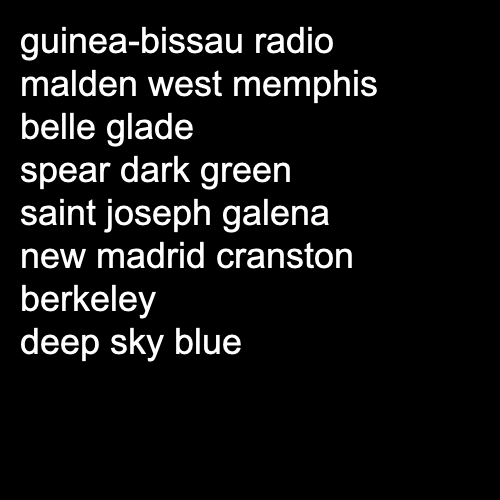 guinea-bissau radio
malden west memphis
belle glade
spear dark green
saint joseph galena
new madrid cranston
berkeley
deep sky blue